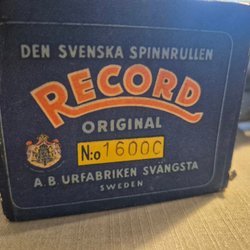 DEN SVENSKA SPINNRULLEN
RECORD
ORIGINAL
N:o 1600C
A.B. URFABRIKEN SVÄNGSTA
SWEDEN